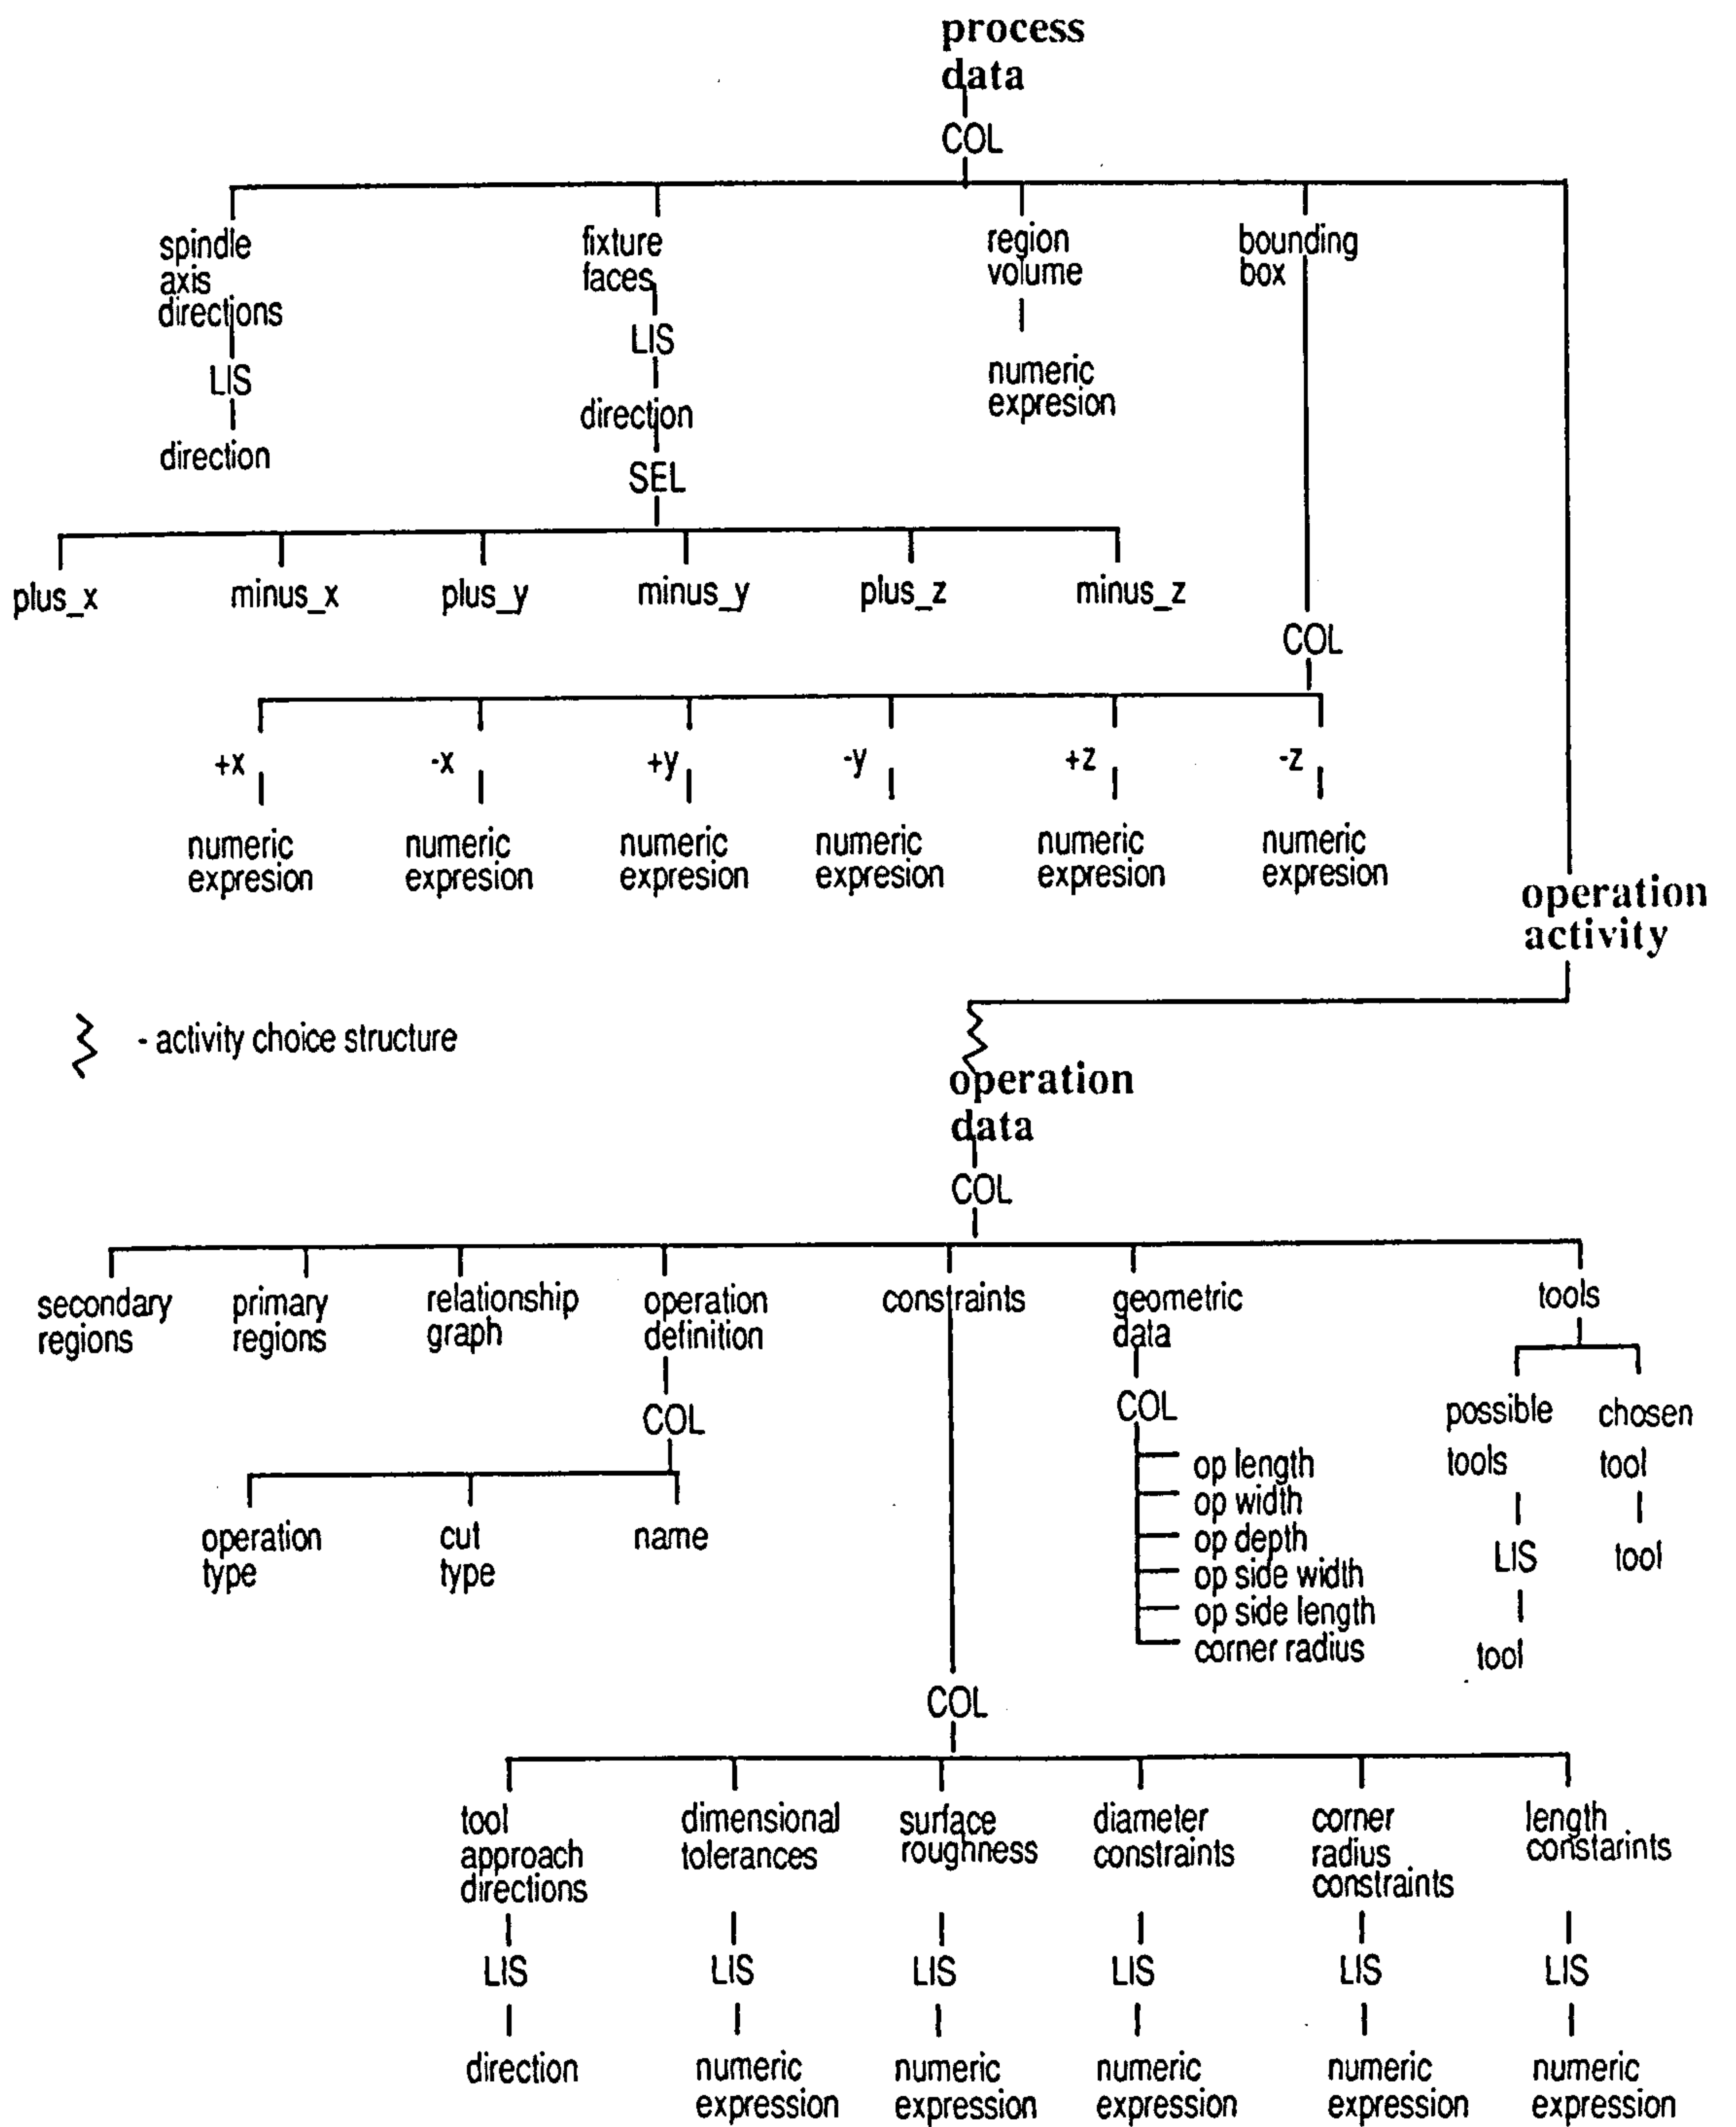 process
data
COL
spindle
axis
directions
LIS
direction
fixture
faces
LIS
direction
SEL
region
volume
numeric
expresion
bounding
box
plus_x
minus_x
plus_y
minus_y
plus_z
minus_z
COL
+x
-x
+y
-y
+z
-z
numeric
expresion
numeric
expresion
numeric
expresion
numeric
expresion
numeric
expresion
numeric
expresion
operation
activity
- activity choice structure
operation
data
COL
secondary
regions
primary
regions
relationship
graph
operation
definition
COL
operation
type
cut
type
name
constraints
geometric
data
COL
op length
op width
op depth
op side width
op side length
corner radius
tools
possible
tools
LIS
tool
chosen
tool
tool
COL
tool
approach
directions
LIS
direction
dimensional
tolerances
LIS
numeric
expression
surface
roughness
LIS
numeric
expression
diameter
constraints
LIS
numeric
expression
corner
radius
constraints
LIS
numeric
expression
length
constarints
LIS
numeric
expression